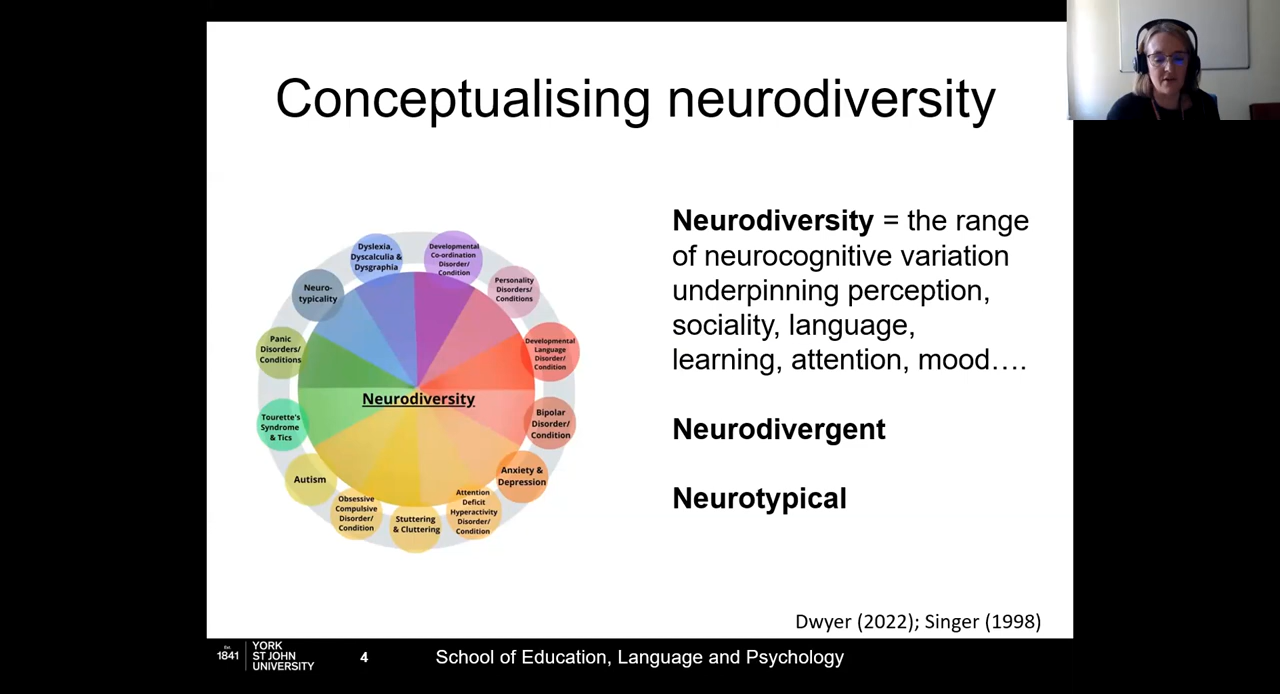 Conceptualising neurodiversity
Dyslexia,
Dyscalculia &
Dysgraphia
Developmental
Co-ordination
Disorder/
Condition
Personality
Disorders/
Conditions
Developmental
Language
Disorder/
Condition
Bipolar
Disorder/
Condition
Anxiety &
Depression
Attention
Deficit
Hyperactivity
Disorder/
Condition
Stuttering
& Cluttering
Obsessive
Compulsive
Disorder/
Condition
Autism
Tourette's
Syndrome
& Tics
Panic
Disorders/
Conditions
Neuro-
typicality
Neurodiversity
Neurodiversity = the range
of neurocognitive variation
underpinning perception,
sociality, language,
learning, attention, mood….
Neurodivergent
Neurotypical
Dwyer (2022); Singer (1998)
Est.
1841
YORK
ST JOHN
UNIVERSITY
4
School of Education, Language and Psychology